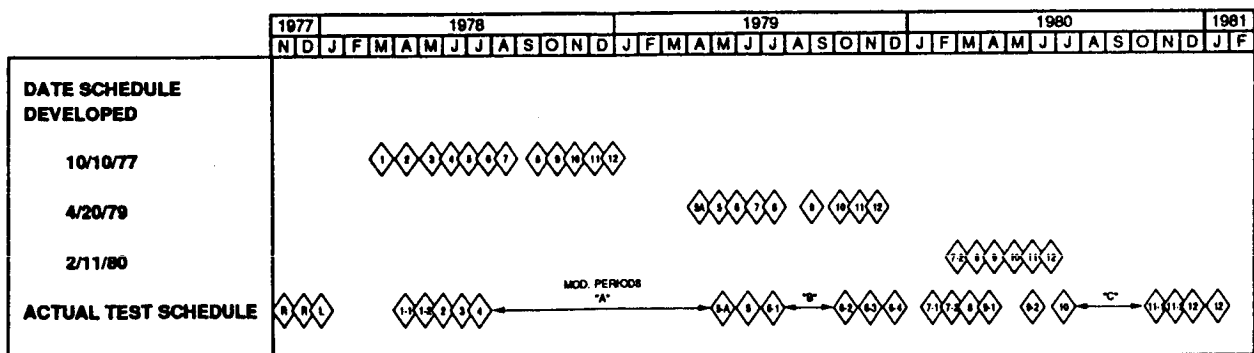 1977 1978 1979 1980 1981
N D J F M A M J J A S O N D J F M A M J J A S O N D J F M A M J J A S O N D J F
DATE SCHEDULE
DEVELOPED
10/10/77 1 2 3 4 5 6 7 8 9 10 11 12
4/20/79 5 6 7 8 9 10 11 12
2/11/80 7-2 8 9 10 11 12
MOD. PERIODS
"A" "B" "C"
ACTUAL TEST SCHEDULE R R L 1-1 1-2 2 3 4 5-A 5 6-1 6-2 6-3 6-4 7-1 7-2 8 9-1 9-2 10 11-1 12 12